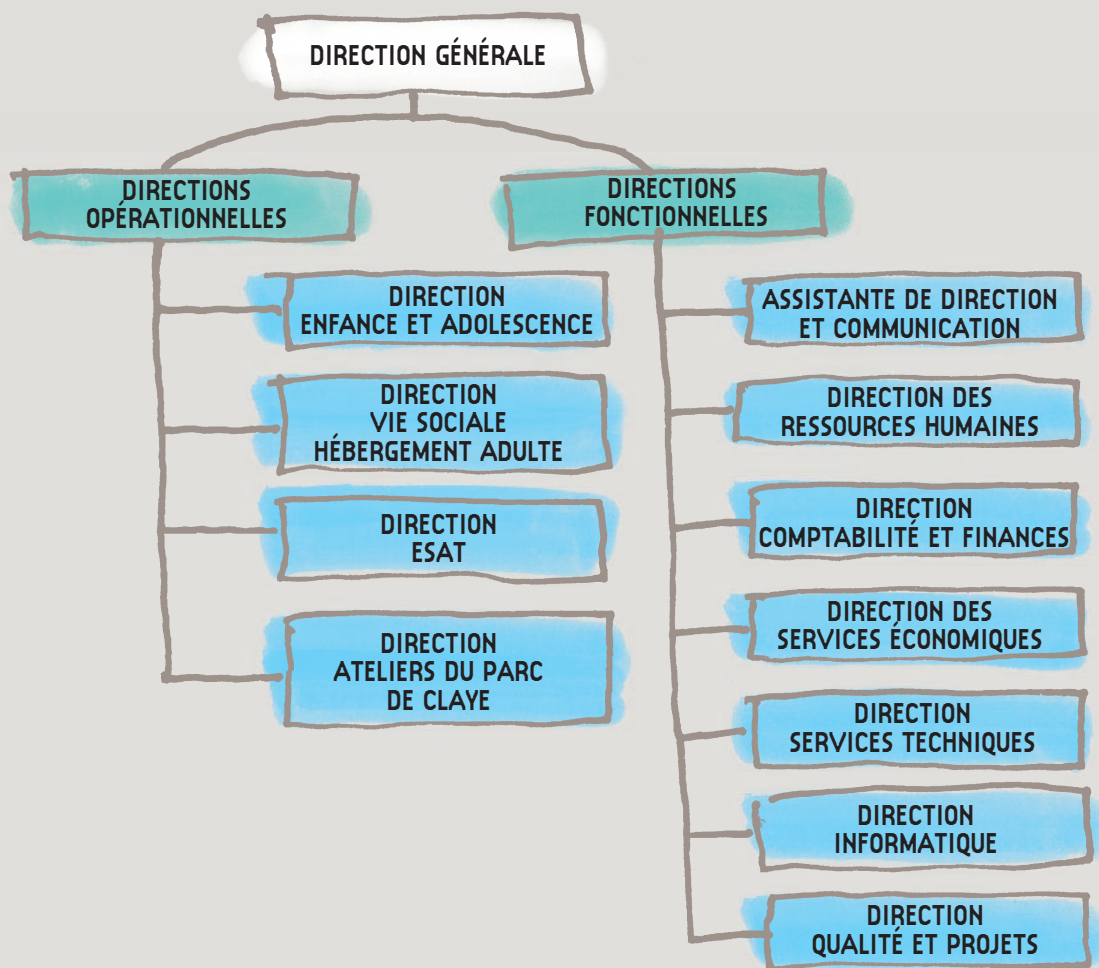 DIRECTION GÉNÉRALE
DIRECTIONS
OPÉRATIONNELLES
DIRECTION
ENFANCE ET ADOLESCENCE
DIRECTION
VIE SOCIALE
HÉBERGEMENT ADULTE
DIRECTION
ESAT
DIRECTION
ATELIERS DU PARC
DE CLAYE
DIRECTIONS
FONCTIONNELLES
ASSISTANTE DE DIRECTION
ET COMMUNICATION
DIRECTION DES
RESSOURCES HUMAINES
DIRECTION
COMPTABILITÉ ET FINANCES
DIRECTION DES
SERVICES ÉCONOMIQUES
DIRECTION
SERVICES TECHNIQUES
DIRECTION
INFORMATIQUE
DIRECTION
QUALITÉ ET PROJETS